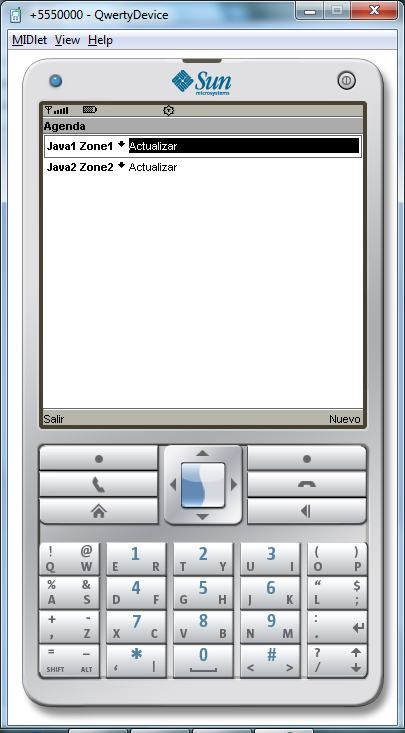 +5550000 - QwertyDevice
MIDlet View Help
Sun
microsystems
Agenda
Java1 Zone1 Actualizar
Java2 Zone2 Actualizar
Salir Nuevo
! @ 1 2 3 ( )
Q W E R T Y U I O P
% & 4 5 6 “ $
A S D F G H J K L ;
+ - 7 8 9 :
, Z X C V B N M .
= _ * 0 # ?
SHIFT ALT ‘ | < > /